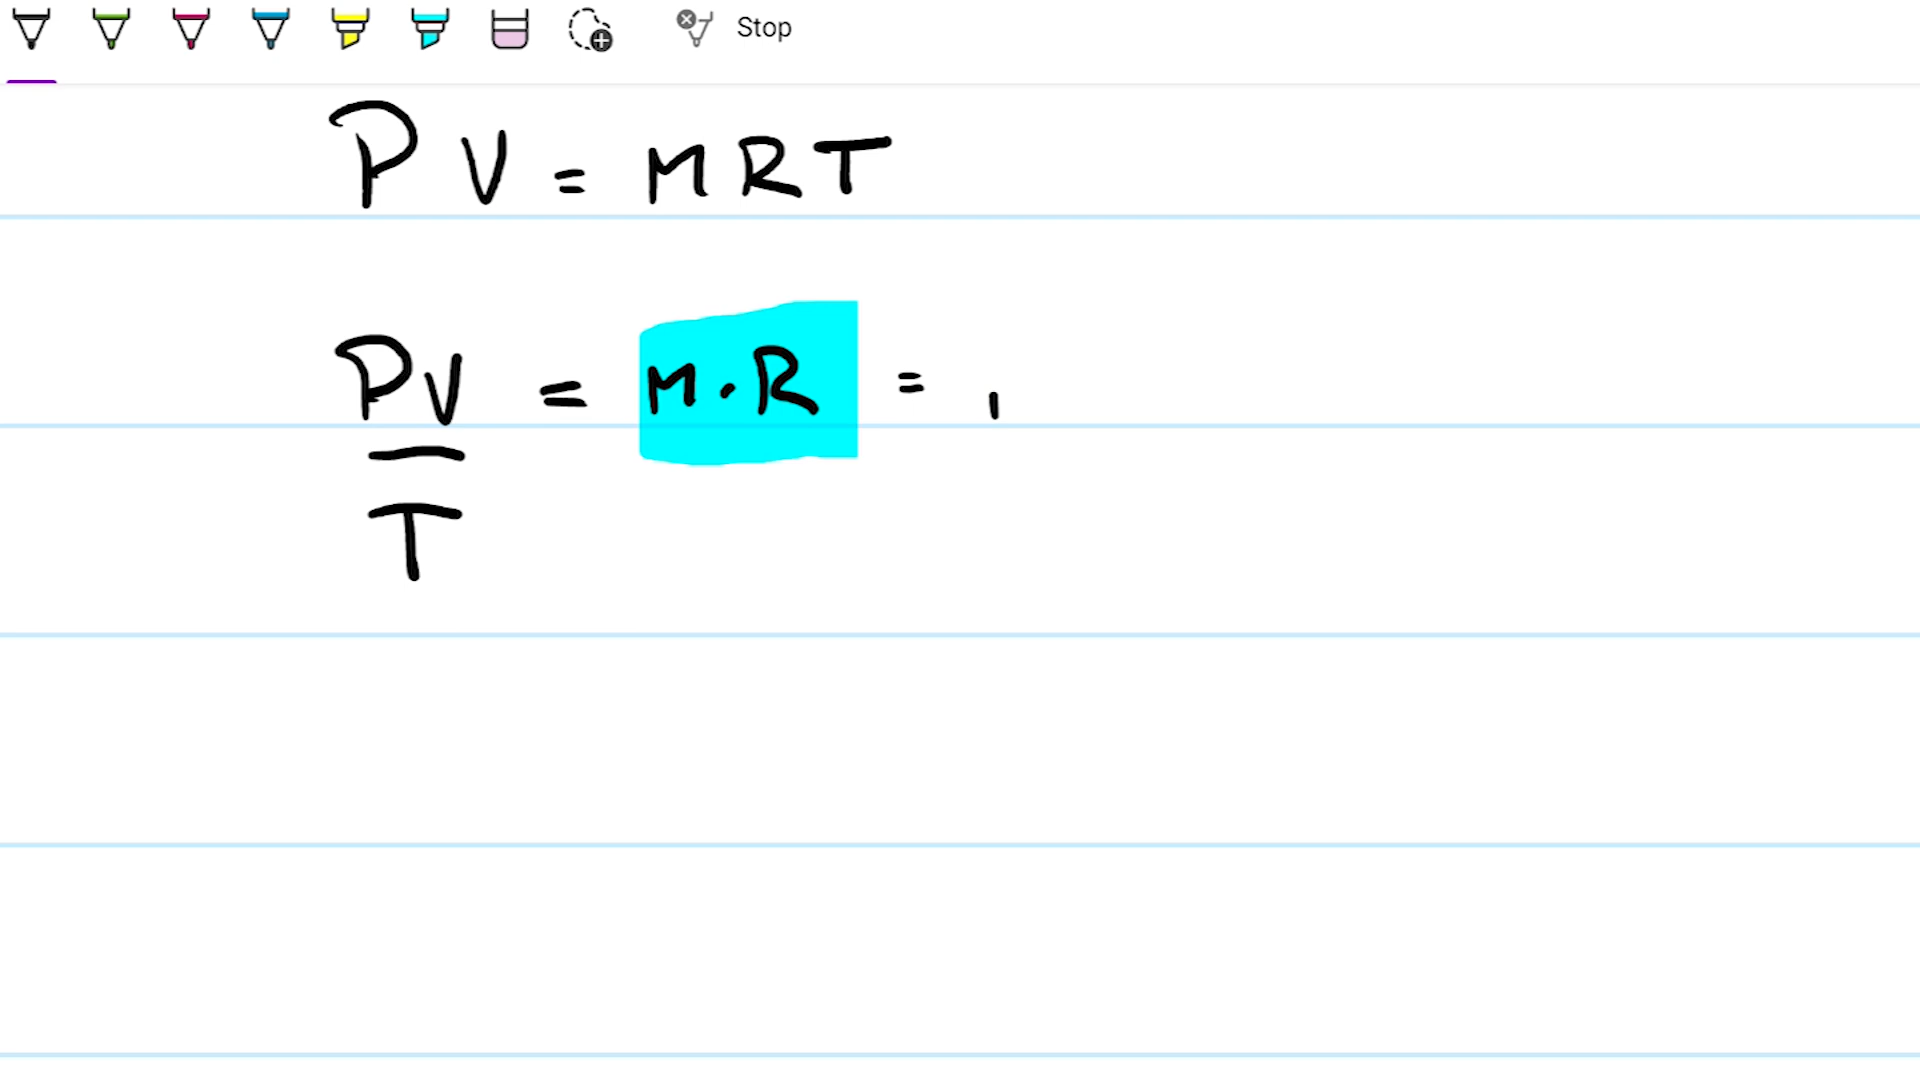 Stop
PV = MRT
PV = M.R =
T